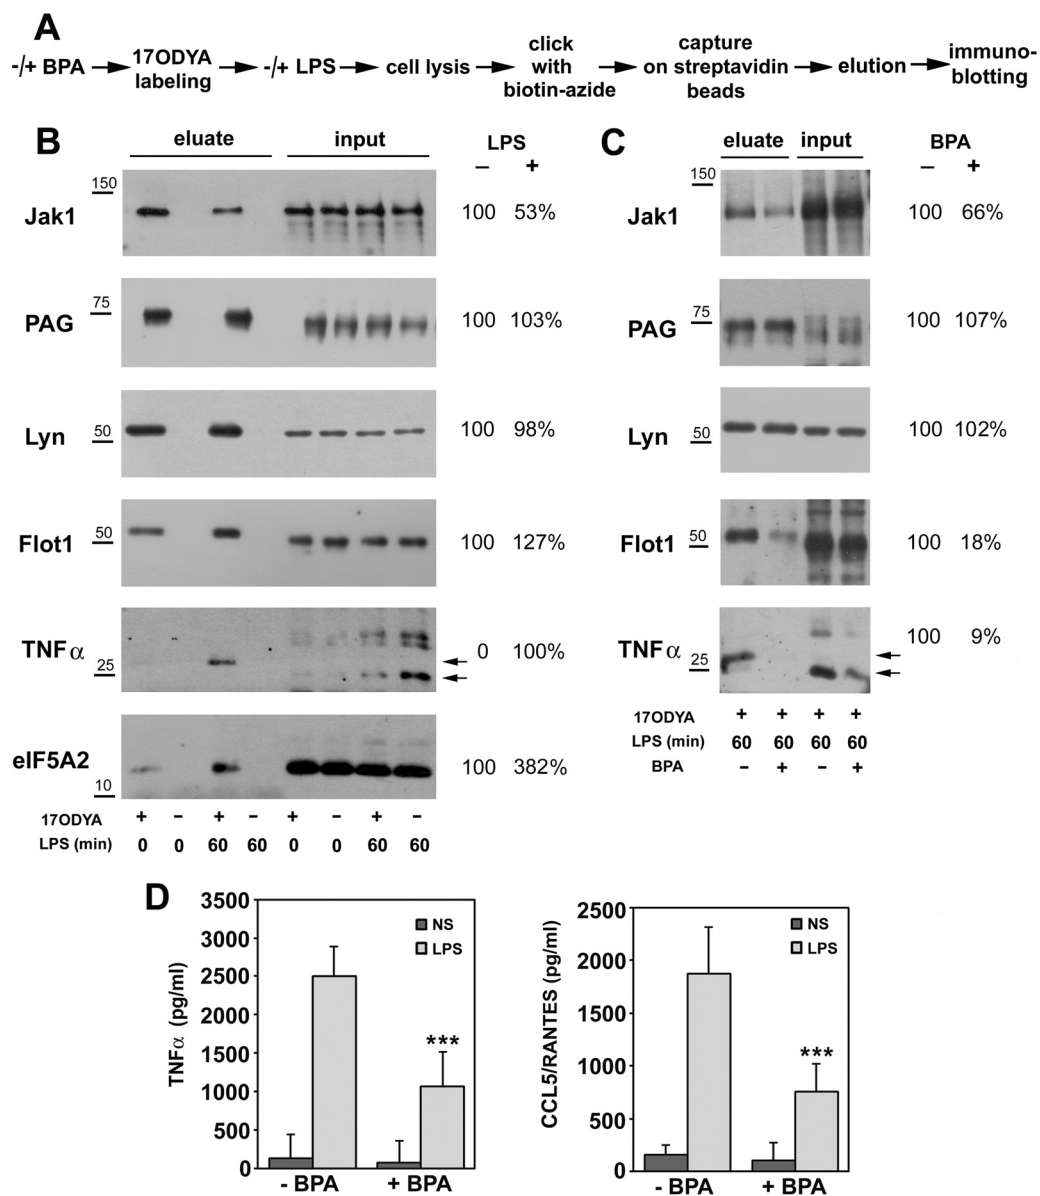 A
-/+ BPA 17ODYA labeling -/+ LPS cell lysis click with biotin-azide capture on streptavidin beads elution immuno-blotting
B
eluate input LPS
– +
150
Jak1 100 53%
75
PAG 100 103%
50
Lyn 100 98%
50
Flot1 100 127%
TNFα 0 100%
25
eIF5A2 100 382%
10
17ODYA + – + – + – + –
LPS (min) 0 0 60 60 0 0 60 60
C
eluate input BPA
– +
150
Jak1 100 66%
75
PAG 100 107%
50
Lyn 100 102%
50
Flot1 100 18%
TNFα 100 9%
25
17ODYA + + + +
LPS (min) 60 60 60 60
BPA – + – +
D
3500
3000
2500
2000
1500
1000
500
0
TNFα (pg/ml)
NS
LPS
***
- BPA + BPA
2500
2000
1500
1000
500
0
CCL5/RANTES (pg/ml)
NS
LPS
***
- BPA + BPA